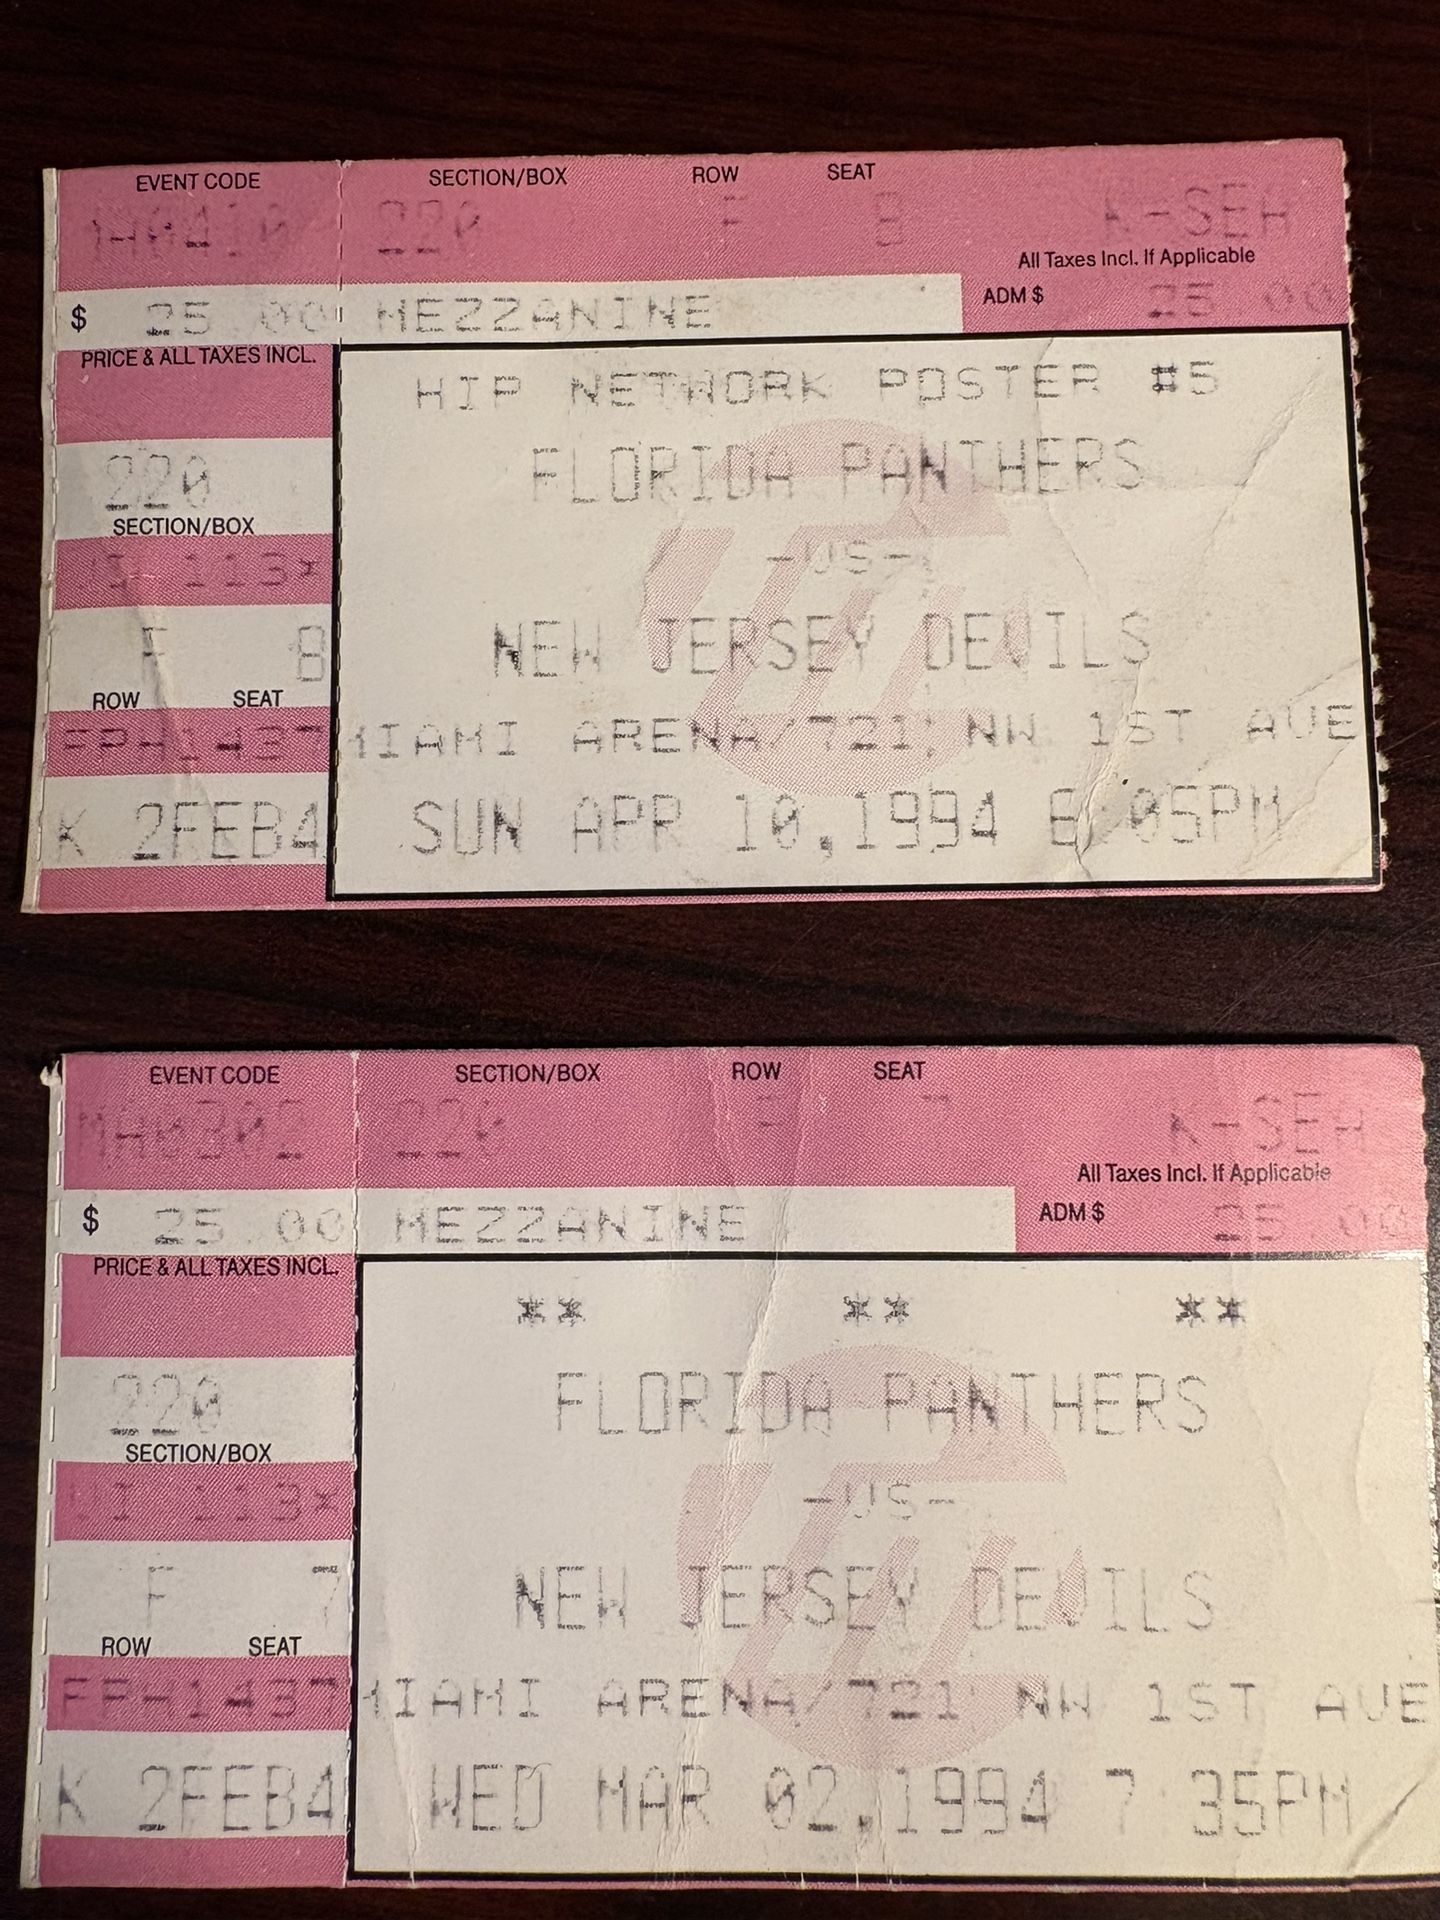 EVENT CODE SECTION/BOX ROW SEAT
MH0410 220 F 8 K-SEH
All Taxes Incl. If Applicable
$ 25.00 MEZZANINE ADM $ 25.00
PRICE & ALL TAXES INCL.
HIP NETWORK POSTER #5
FLORIDA PANTHERS
220
SECTION/BOX
-VS-
113*
NEW JERSEY DEVILS
F 8
ROW SEAT
FPH1437 MIAMI ARENA/721 NW 1ST AVE
K 2FEB4 SUN APR 10,1994 6:05PM
EVENT CODE SECTION/BOX ROW SEAT
MH0302 220 F 7 K-SEH
All Taxes Incl. If Applicable
$ 25.00 MEZZANINE ADM $ 25.00
PRICE & ALL TAXES INCL.
** ** **
FLORIDA PANTHERS
220
SECTION/BOX
-VS-
113*
NEW JERSEY DEVILS
F 7
ROW SEAT
FPH1437 MIAMI ARENA/721 NW 1ST AVE
K 2FEB4 WED MAR 02,1994 7:35PM